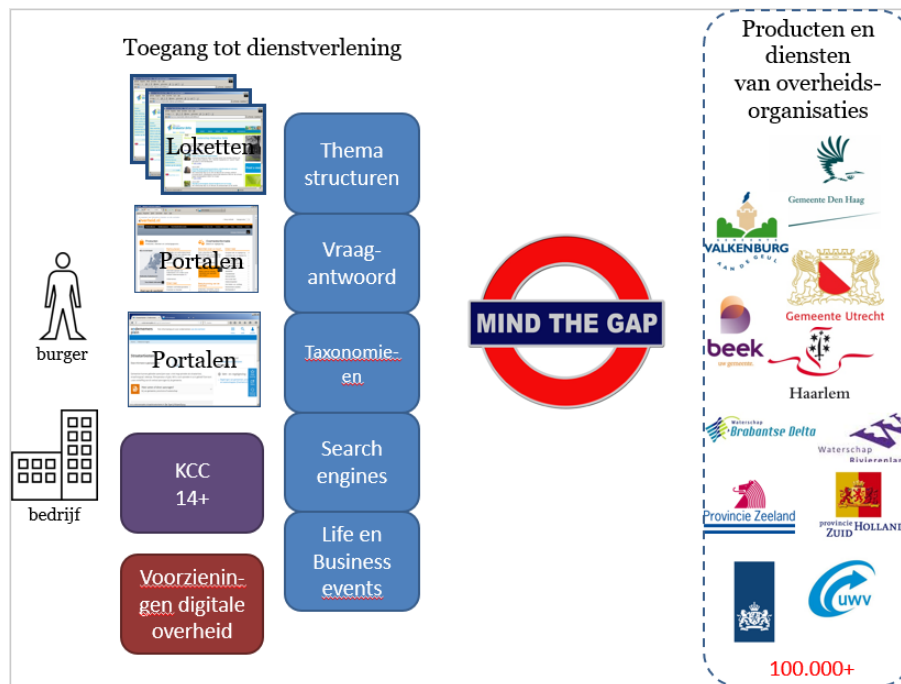 Toegang tot dienstverlening
Loketten
Portalen
Portalen
burger
bedrijf
KCC
14+
Voorzienin-
gen digitale
overheid
Thema
structuren
Vraag-
antwoord
Taxonomie-
en
Search
engines
Life en
Business
events
MIND THE GAP
Producten en
diensten
van overheids-
organisaties
Gemeente Den Haag
GEMEENTE
VALKENBURG
AAN DE GEUL
Gemeente Utrecht
beek
Haarlem
Waterschap
Brabantse Delta
Waterschap
Rivierenland
Provincie Zeeland
provincie
ZUID HOLLAND
UWV
100.000+